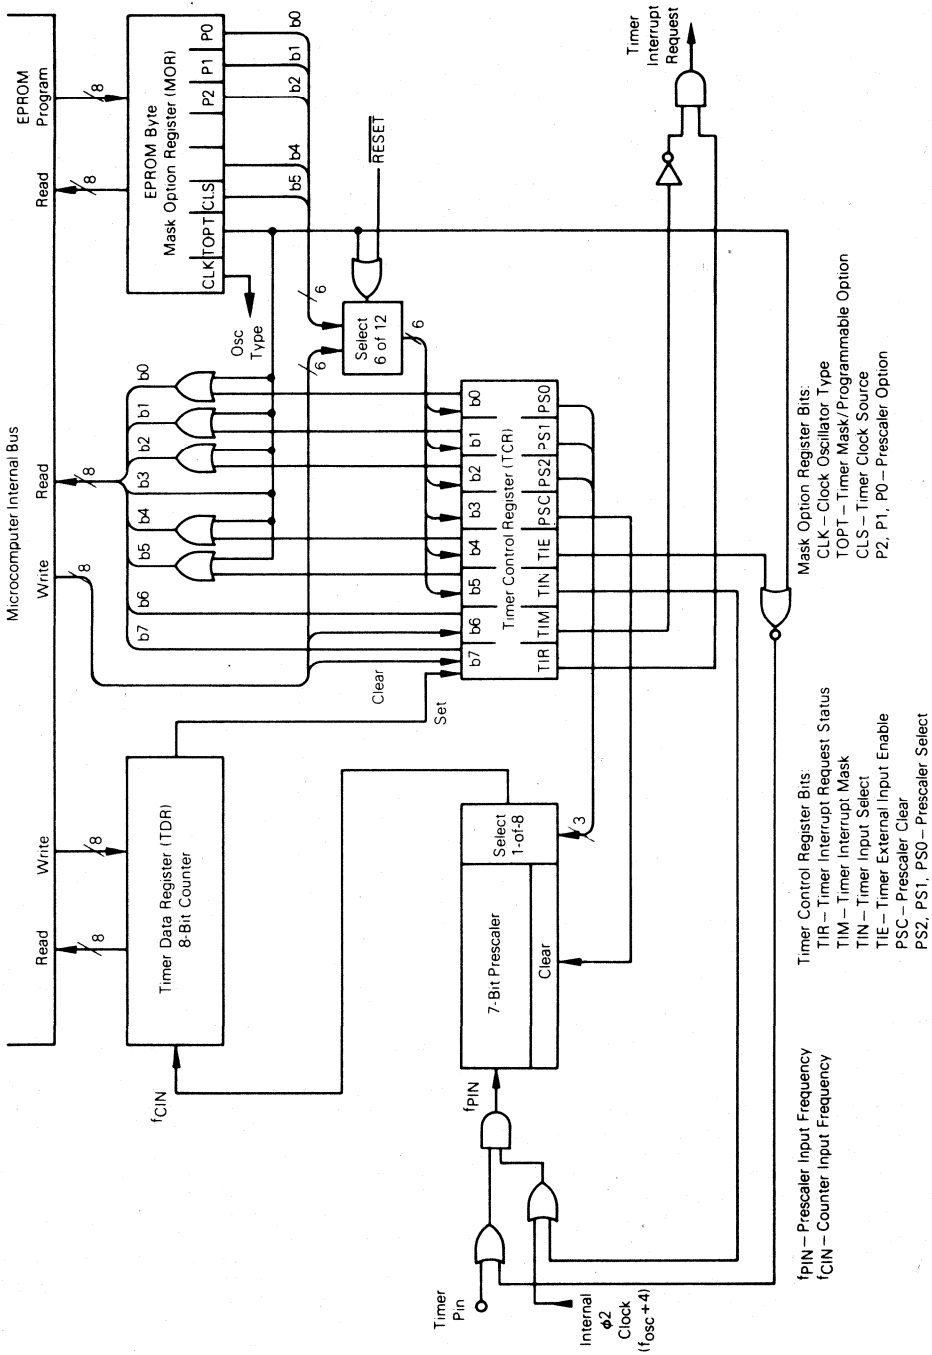 Microcomputer Internal Bus
Read
Write
Write
Read
Read
EPROM
Program
8
8
8
8
8
8
Timer Data Register (TDR)
8-Bit Counter
fCIN
EPROM Byte
Mask Option Register (MOR)
CLK
TOPT
CLS
P2
P1
P0
b5
b4
b2
b1
b0
Osc
Type
b7
b6
b5
b4
b3
b2
b1
b0
6
6
6
Select
6 of 12
RESET
Clear
Set
b7
b6
b5
b4
b3
b2
b1
b0
Timer Control Register (TCR)
TIR
TIM
TIN
TIE
PSC
PS2
PS1
PS0
Select
1-of-8
3
7-Bit Prescaler
Clear
fPIN
Timer
Pin
Internal
ϕ2
Clock
(fosc÷4)
Timer
Interrupt
Request
fPIN – Prescaler Input Frequency
fCIN – Counter Input Frequency
Timer Control Register Bits:
TIR – Timer Interrupt Request Status
TIM – Timer Interrupt Mask
TIN – Timer Input Select
TIE – Timer External Input Enable
PSC – Prescaler Clear
PS2, PS1, PS0 – Prescaler Select
Mask Option Register Bits:
CLK – Clock Oscillator Type
TOPT – Timer Mask/Programmable Option
CLS – Timer Clock Source
P2, P1, P0 – Prescaler Option